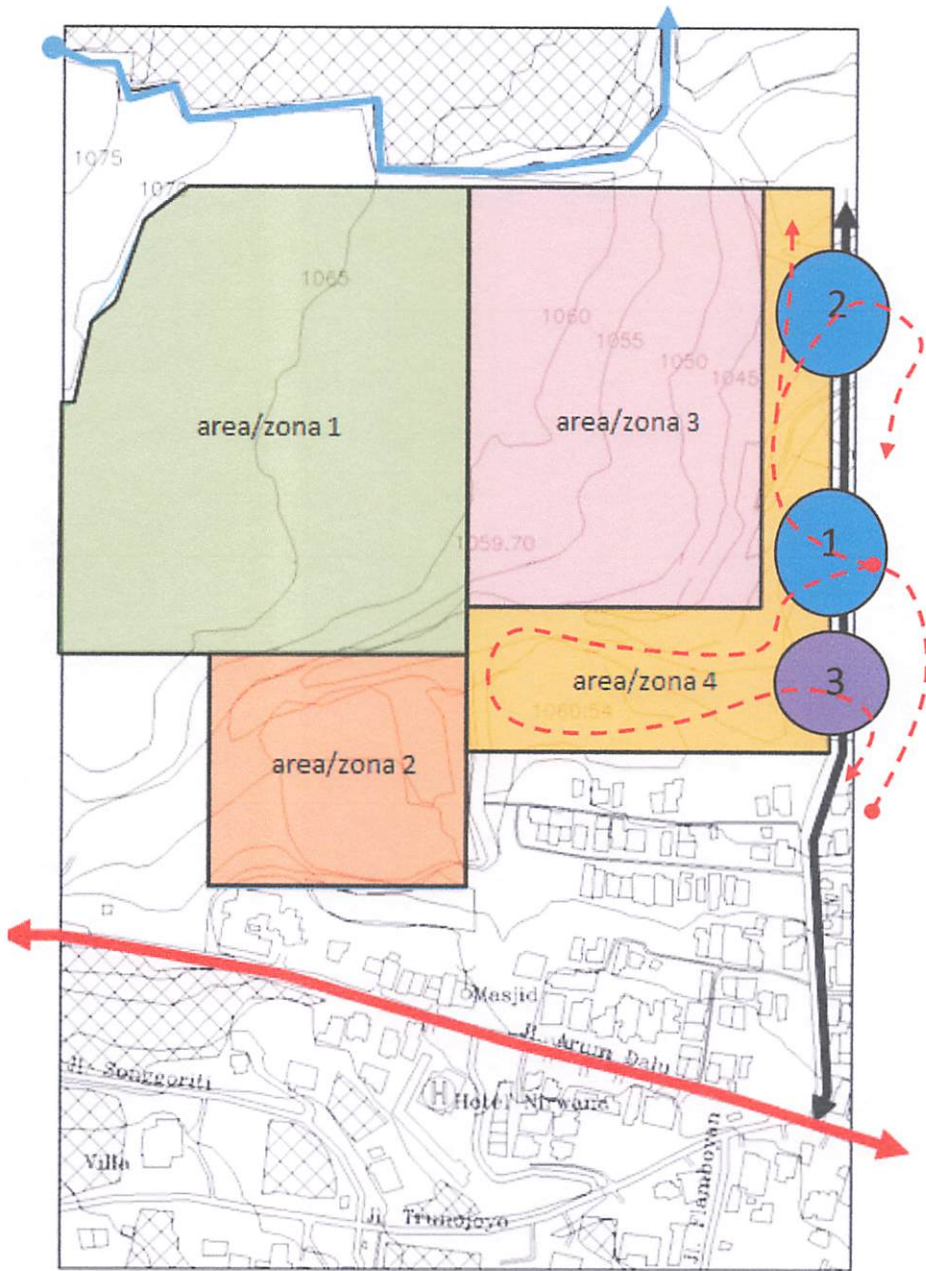 1075
1070
1065
2
1060
1055
1050
1045
area/zona 1
area/zona 3
1
1059.70
area/zona 4
3
1060.54
area/zona 2
Masjid
Jl. Arum Dalu
Jl. Songgoriti
H
Hotel Nirwana
Villa
Jl. Trunojoyo
Jl. Flamboyan